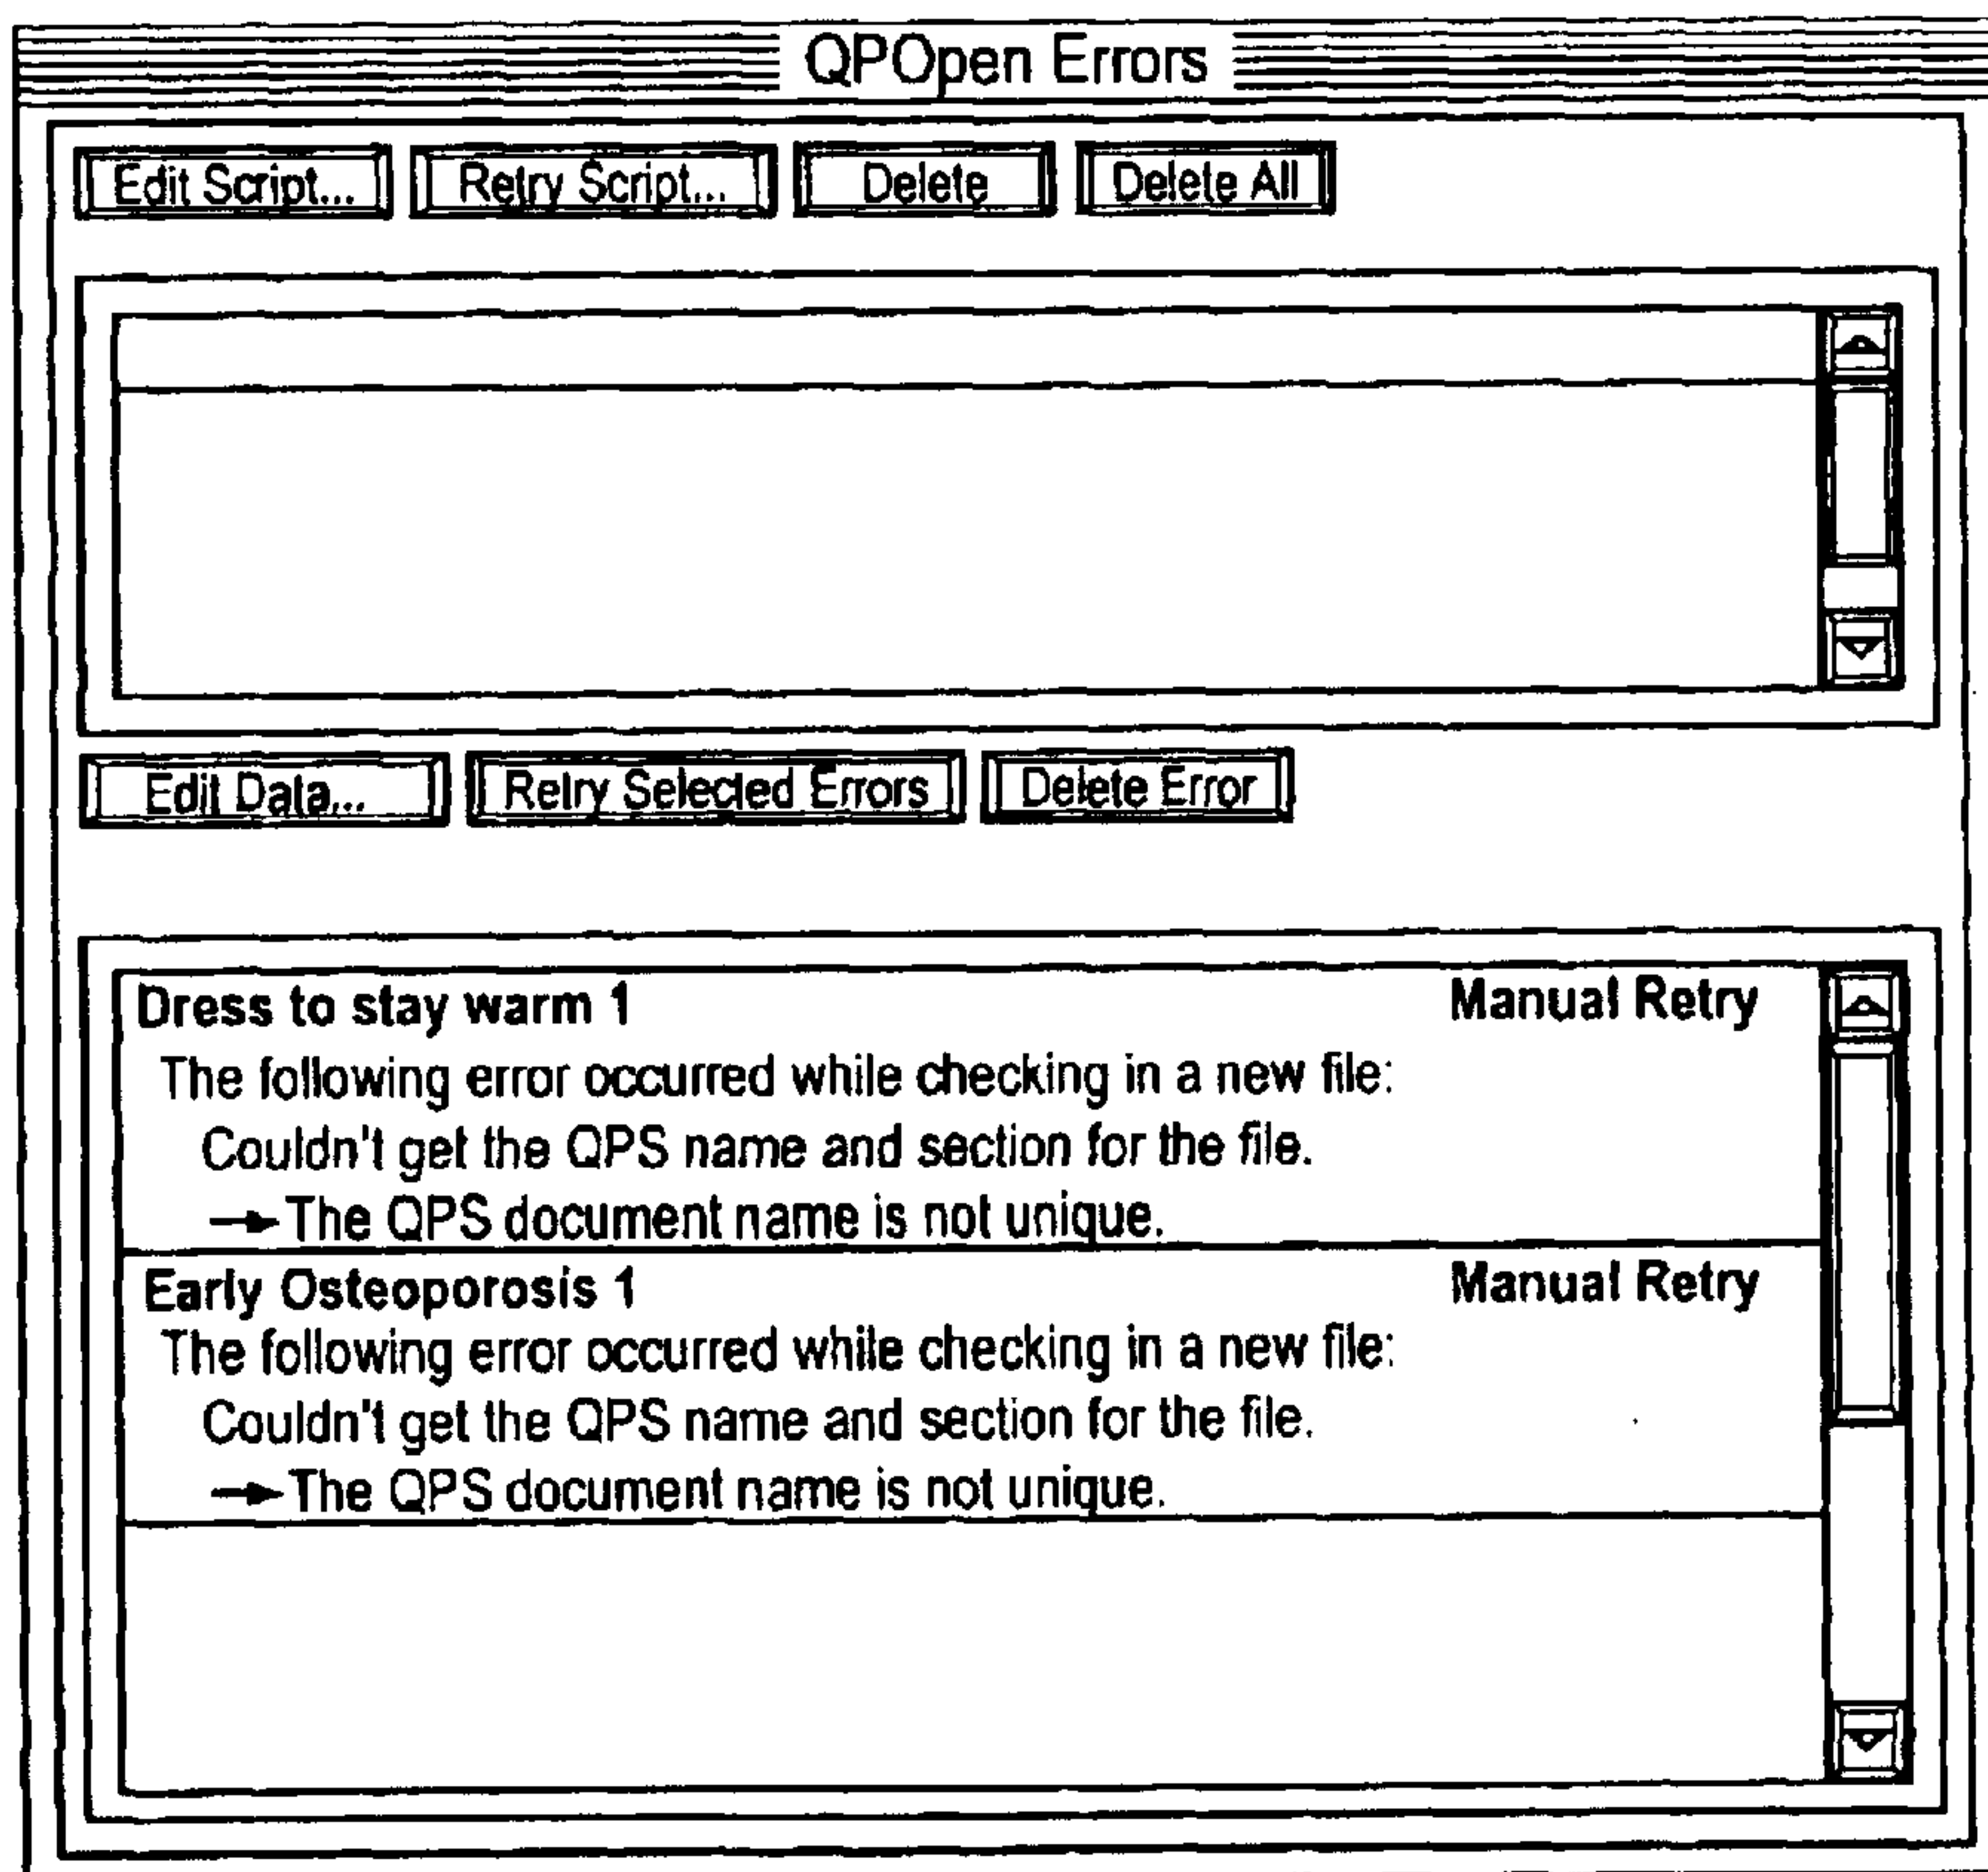 QPOpen Errors
Edit Script... Retry Script... Delete Delete All
Edit Data... Retry Selected Errors Delete Error
Dress to stay warm 1 Manual Retry
The following error occurred while checking in a new file:
Couldn't get the QPS name and section for the file.
→The QPS document name is not unique.
Early Osteoporosis 1 Manual Retry
The following error occurred while checking in a new file:
Couldn't get the QPS name and section for the file.
→The QPS document name is not unique.